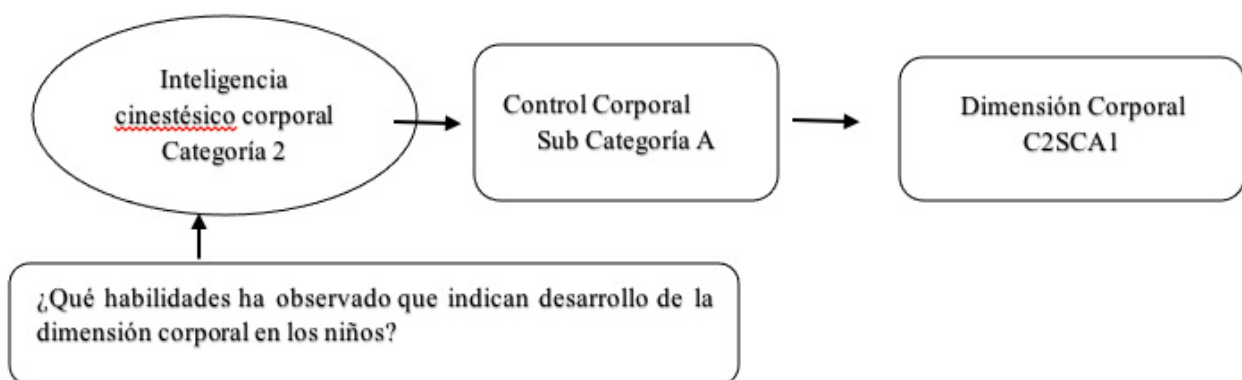 Inteligencia
cinestésico corporal
Categoría 2
Control Corporal
Sub Categoría A
Dimensión Corporal
C2SCA1
¿Qué habilidades ha observado que indican desarrollo de la
dimensión corporal en los niños?